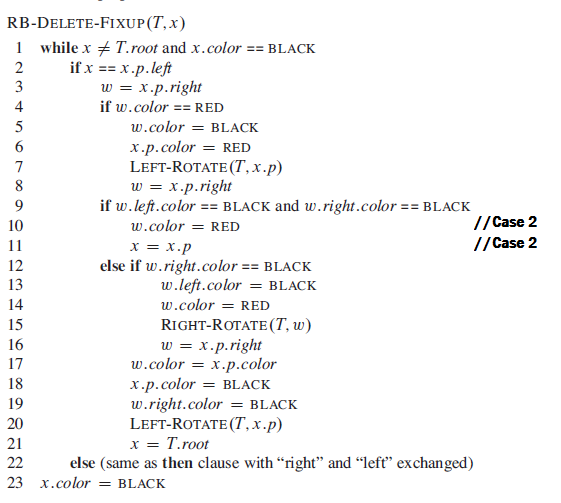 RB-DELETE-FIXUP(T, x)
1 while x ≠ T.root and x.color == BLACK
2 if x == x.p.left
3 w = x.p.right
4 if w.color == RED
5 w.color = BLACK
6 x.p.color = RED
7 LEFT-ROTATE(T, x.p)
8 w = x.p.right
9 if w.left.color == BLACK and w.right.color == BLACK
10 w.color = RED //Case 2
11 x = x.p //Case 2
12 else if w.right.color == BLACK
13 w.left.color = BLACK
14 w.color = RED
15 RIGHT-ROTATE(T, w)
16 w = x.p.right
17 w.color = x.p.color
18 x.p.color = BLACK
19 w.right.color = BLACK
20 LEFT-ROTATE(T, x.p)
21 x = T.root
22 else (same as then clause with “right” and “left” exchanged)
23 x.color = BLACK